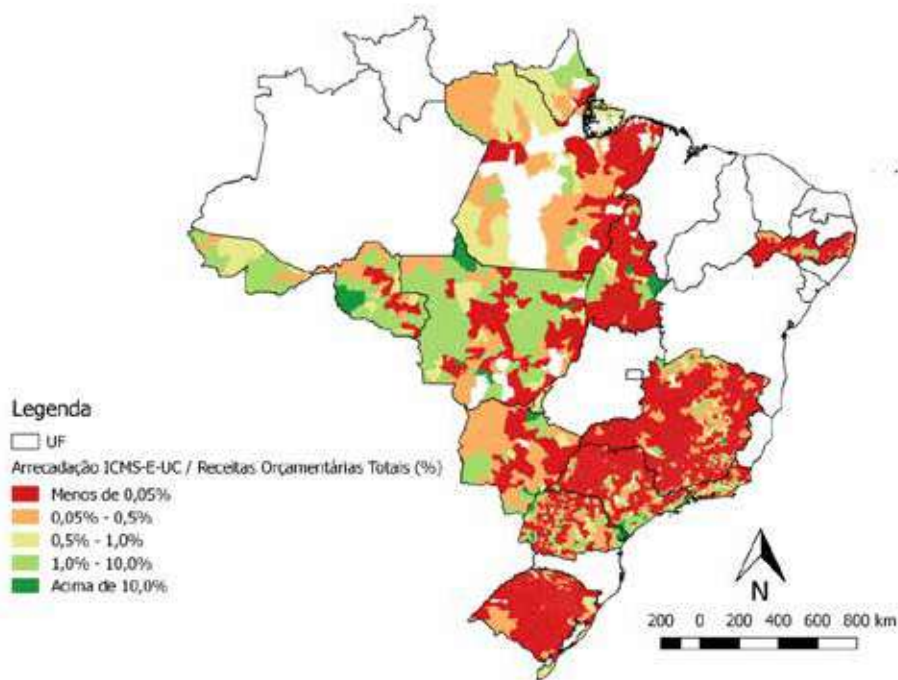 Legenda
UF
Arrecadação ICMS-E-UC / Receitas Orçamentárias Totais (%)
Menos de 0,05%
0,05% - 0,5%
0,5% - 1,0%
1,0% - 10,0%
Acima de 10,0%
N
200 0 200 400 600 800 km